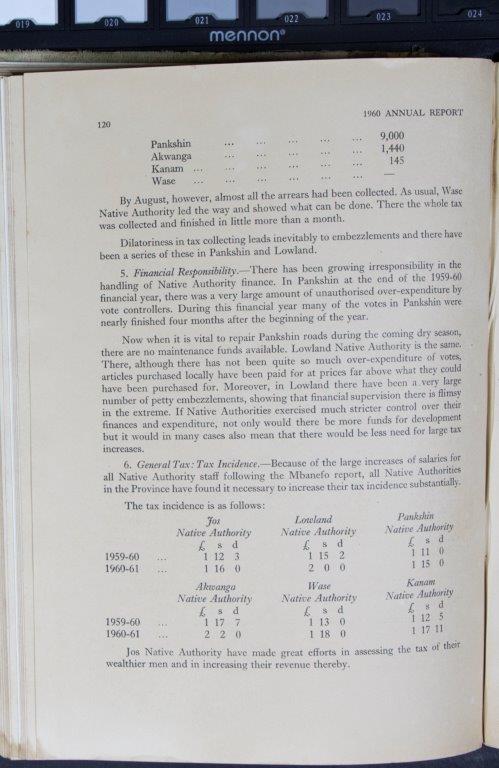 019 020 021 022 023 024
mennon®
120
1960 ANNUAL REPORT
Pankshin ... ... ... ... ... 9,000
Akwanga ... ... ... ... ... 1,440
Kanam ... ... ... ... ... ... 145
Wase ... ... ... ... ... ... —
By August, however, almost all the arrears had been collected. As usual, Wase
Native Authority led the way and showed what can be done. There the whole tax
was collected and finished in little more than a month.
Dilatoriness in tax collecting leads inevitably to embezzlements and there have
been a series of these in Pankshin and Lowland.
5. Financial Responsibility.—There has been growing irresponsibility in the
handling of Native Authority finance. In Pankshin at the end of the 1959-60
financial year, there was a very large amount of unauthorised over-expenditure by
vote controllers. During this financial year many of the votes in Pankshin were
nearly finished four months after the beginning of the year.
Now when it is vital to repair Pankshin roads during the coming dry season,
there are no maintenance funds available. Lowland Native Authority is the same.
There, although there has not been quite so much over-expenditure of votes,
articles purchased locally have been paid for at prices far above what they could
have been purchased for. Moreover, in Lowland there have been a very large
number of petty embezzlements, showing that financial supervision there is flimsy
in the extreme. If Native Authorities exercised much stricter control over their
finances and expenditure, not only would there be more funds for development
but it would in many cases also mean that there would be less need for large tax
increases.
6. General Tax: Tax Incidence.—Because of the large increases of salaries for
all Native Authority staff following the Mbanefo report, all Native Authorities
in the Province have found it necessary to increase their tax incidence substantially.
The tax incidence is as follows:
Jos Lowland Pankshin
Native Authority Native Authority Native Authority
£ s d £ s d £ s d
1959-60 ... 1 12 3 1 15 2 1 11 0
1960-61 ... 1 16 0 2 0 0 1 15 0
Akwanga Wase Kanam
Native Authority Native Authority Native Authority
£ s d £ s d £ s d
1959-60 ... 1 17 7 1 13 0 1 12 5
1960-61 ... 2 2 0 1 18 0 1 17 11
Jos Native Authority have made great efforts in assessing the tax of their
wealthier men and in increasing their revenue thereby.